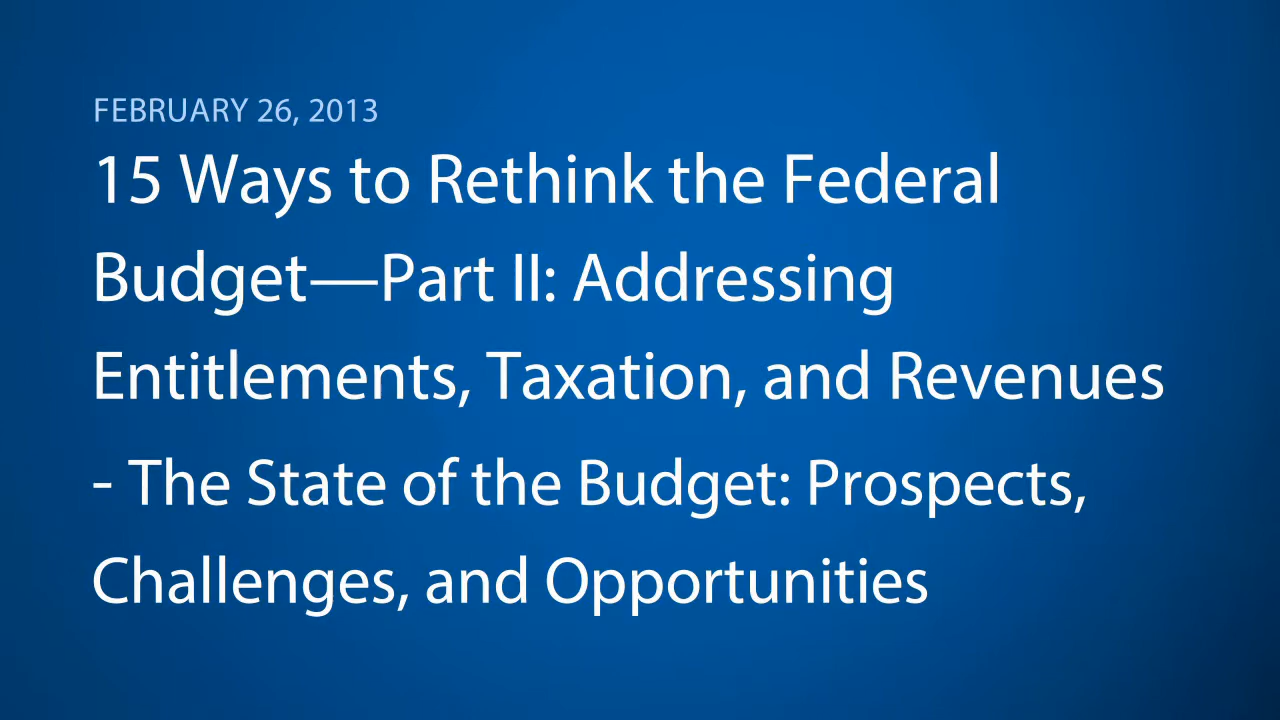 FEBRUARY 26, 2013
15 Ways to Rethink the Federal
Budget—Part II: Addressing
Entitlements, Taxation, and Revenues
- The State of the Budget: Prospects,
Challenges, and Opportunities